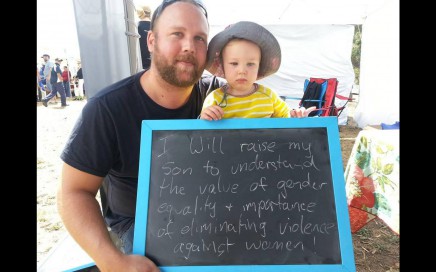 I Will raise my
son to understand
the value of gender
equality + importance
of eliminating violence
against women!